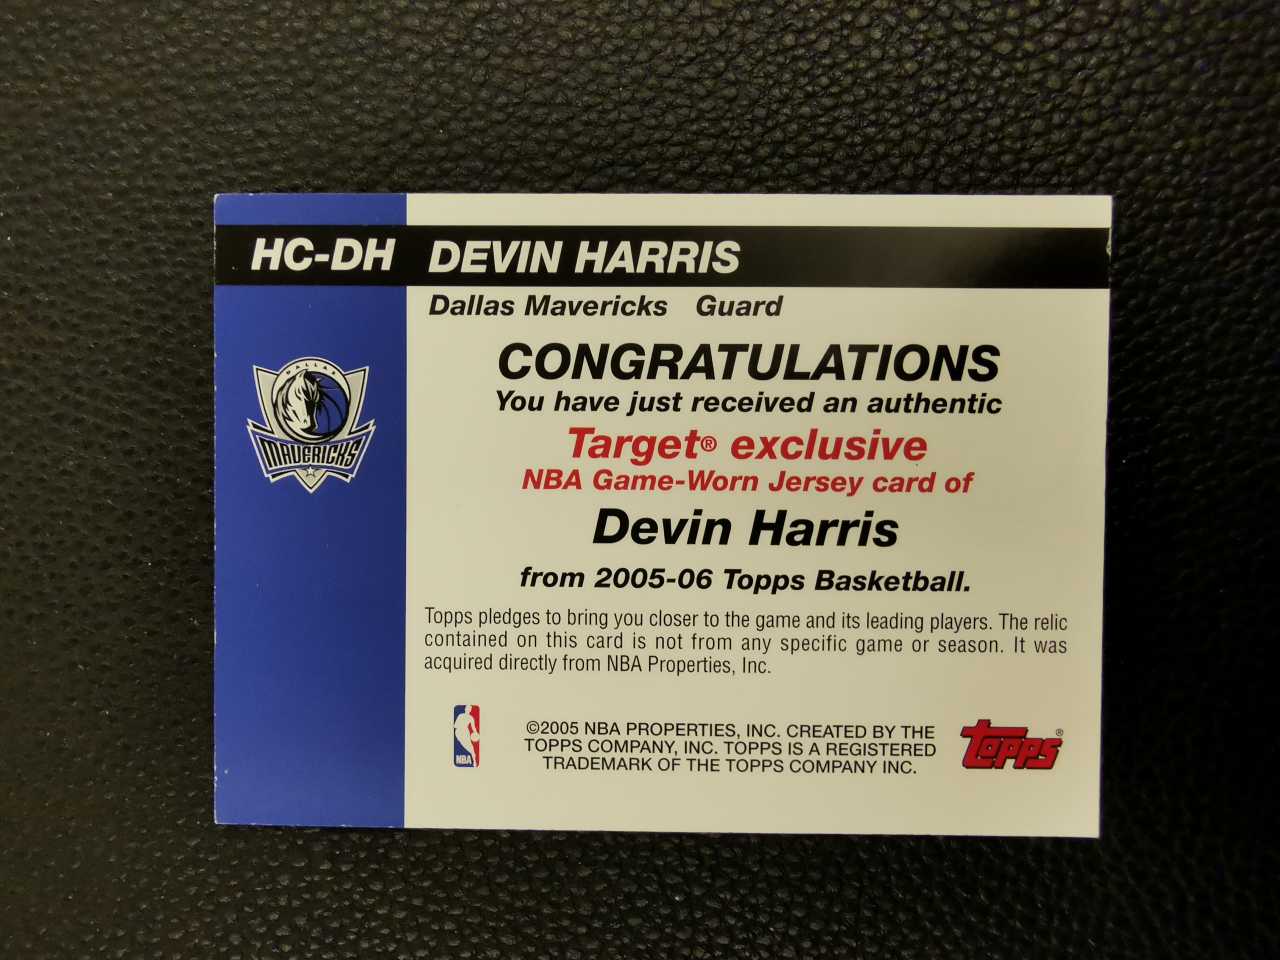 HC-DH DEVIN HARRIS
Dallas Mavericks Guard
DALLAS
MAVERICKS
CONGRATULATIONS
You have just received an authentic
Target® exclusive
NBA Game-Worn Jersey card of
Devin Harris
from 2005-06 Topps Basketball.
Topps pledges to bring you closer to the game and its leading players. The relic
contained on this card is not from any specific game or season. It was
acquired directly from NBA Properties, Inc.
NBA
©2005 NBA PROPERTIES, INC. CREATED BY THE
TOPPS COMPANY, INC. TOPPS IS A REGISTERED
TRADEMARK OF THE TOPPS COMPANY INC.
topps®